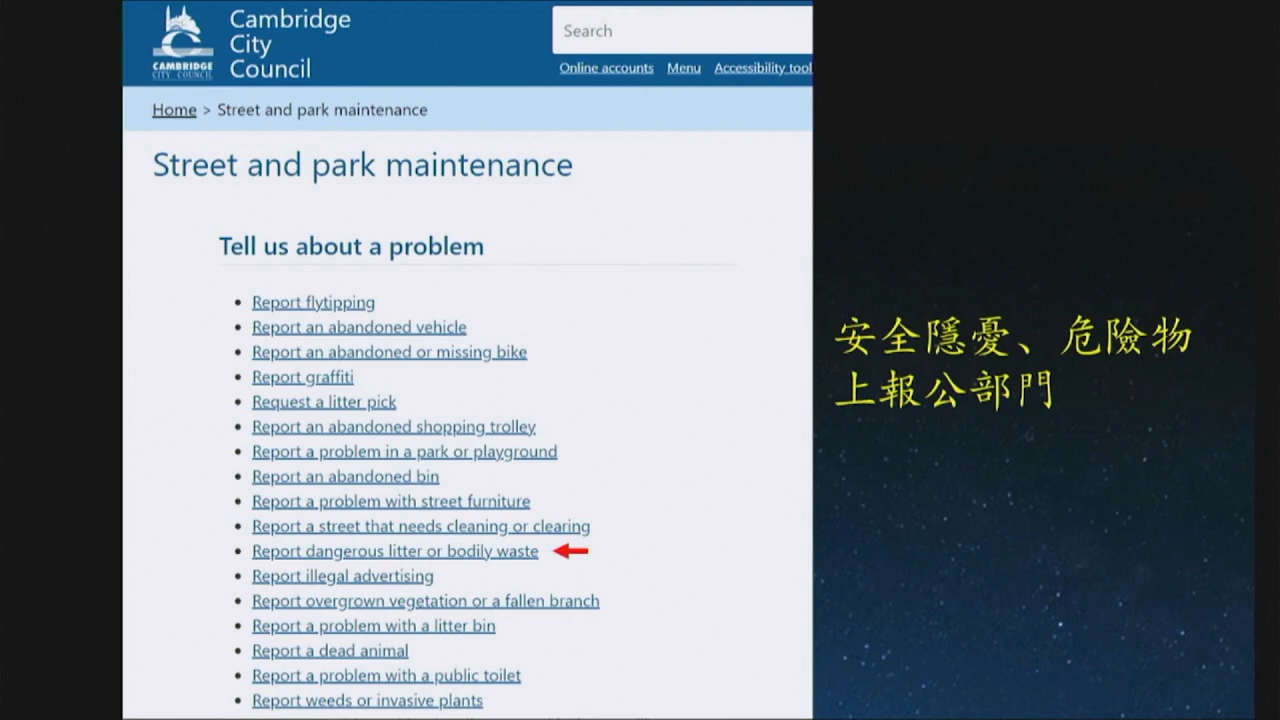 Cambridge
City
Council
CAMBRIDGE
CITY COUNCIL
Search
Online accounts Menu Accessibility tool
Home > Street and park maintenance
Street and park maintenance
Tell us about a problem
Report flytipping
Report an abandoned vehicle
Report an abandoned or missing bike
Report graffiti
Request a litter pick
Report an abandoned shopping trolley
Report a problem in a park or playground
Report an abandoned bin
Report a problem with street furniture
Report a street that needs cleaning or clearing
Report dangerous litter or bodily waste
Report illegal advertising
Report overgrown vegetation or a fallen branch
Report a problem with a litter bin
Report a dead animal
Report a problem with a public toilet
Report weeds or invasive plants
安全隱憂、危險物
上報公部門